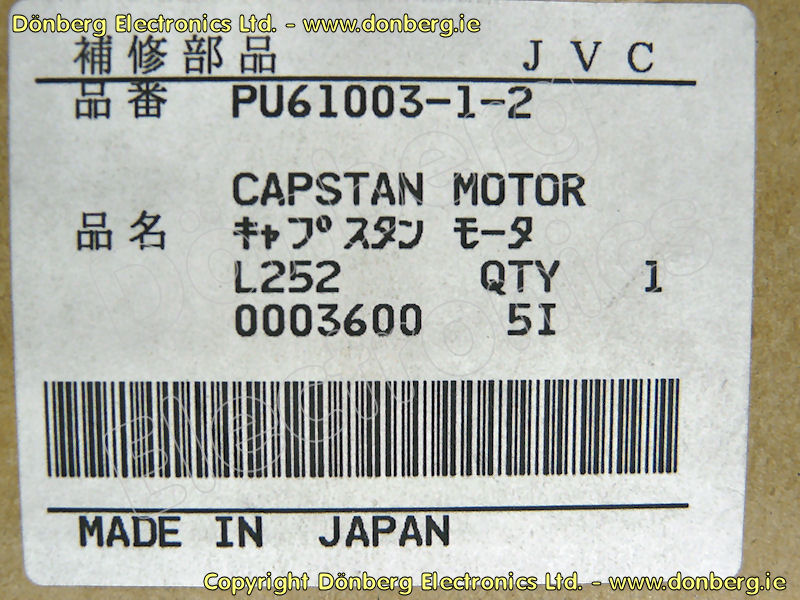 Dönberg Electronics Ltd. - www.donberg.ie
補修部品 JVC
品番 PU61003-1-2
CAPSTAN MOTOR
品名 キャプスタン モータ
L252 QTY 1
0003600 5I
Dönberg Electronics
MADE IN JAPAN
Copyright Dönberg Electronics Ltd. - www.donberg.ie